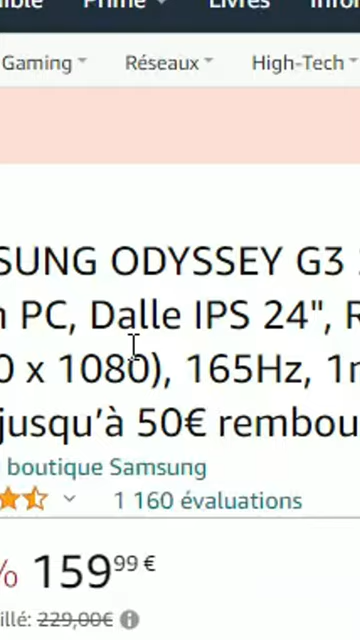 Prime Livres
Gaming Réseaux High-Tech
SUNG ODYSSEY G3
PC, Dalle IPS 24",
0 x 1080), 165Hz,
jusqu'à 50€ rembou
boutique Samsung
1 160 évaluations
% 159,99 €
illé: 229,00€